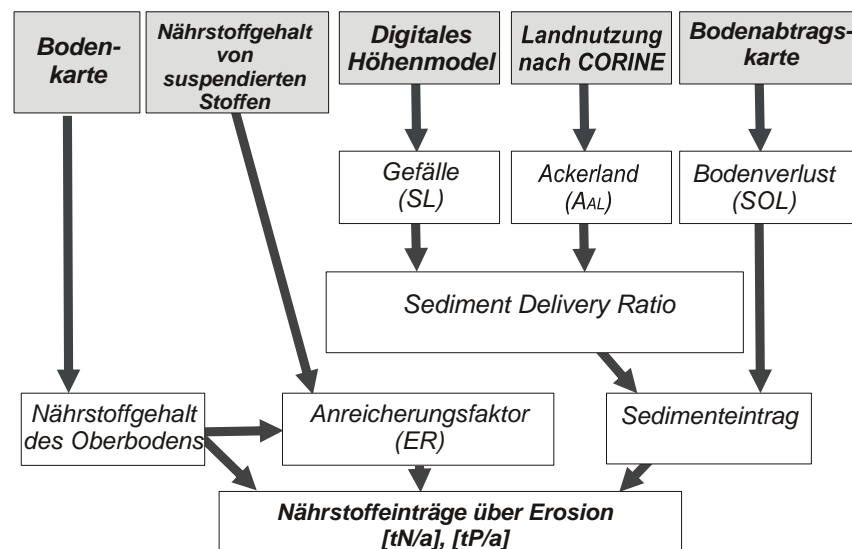 Boden-
karte
Nährstoffgehalt
von
suspendierten
Stoffen
Digitales
Höhenmodel
Landnutzung
nach CORINE
Bodenabtrags-
karte
Gefälle
(SL)
Ackerland
(AAL)
Bodenverlust
(SOL)
Sediment Delivery Ratio
Nährstoffgehalt
des Oberbodens
Anreicherungsfaktor
(ER)
Sedimenteintrag
Nährstoffeinträge über Erosion
[tN/a], [tP/a]